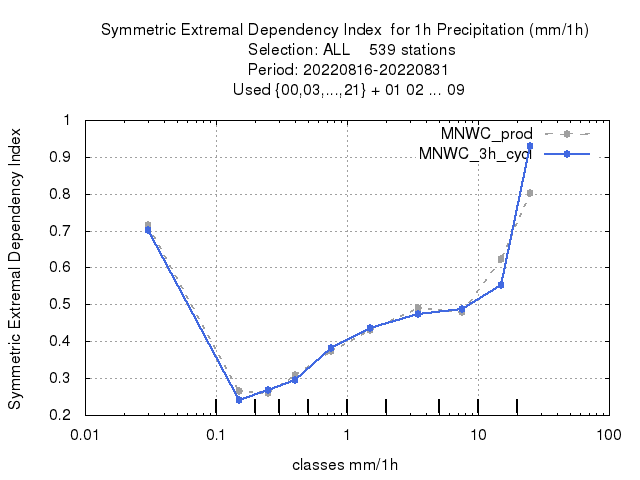 Symmetric Extremal Dependency Index for 1h Precipitation (mm/1h)
Selection: ALL 539 stations
Period: 20220816-20220831
Used {00,03,...,21} + 01 02 ... 09
Symmetric Extremal Dependency Index
1
0.9
0.8
0.7
0.6
0.5
0.4
0.3
0.2
MNWC_prod
MNWC_3h_cycl
0.01 0.1 1 10 100
classes mm/1h